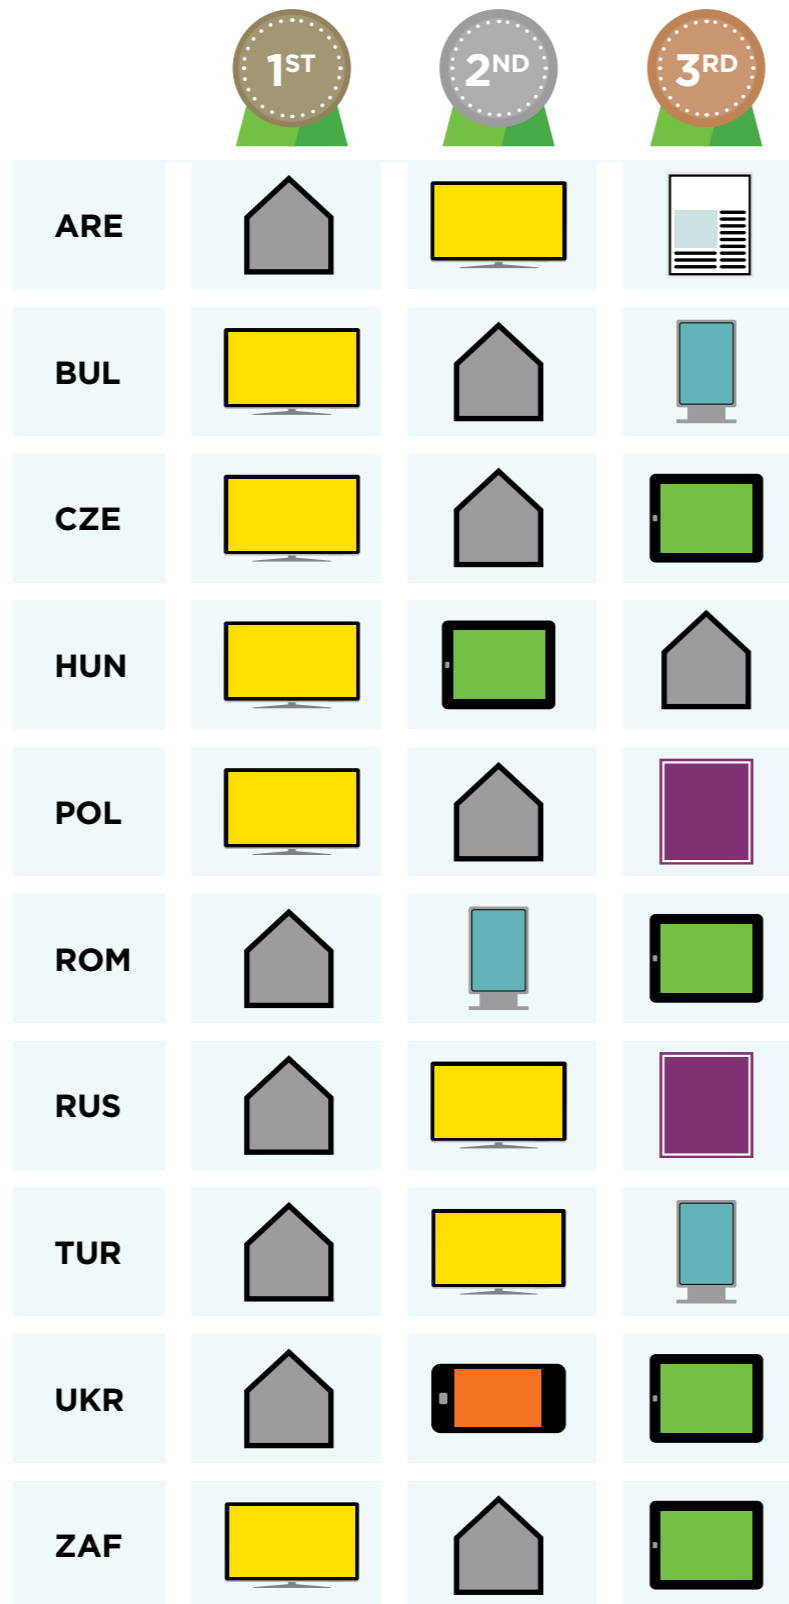 1ST 2ND 3RD
ARE
BUL
CZE
HUN
POL
ROM
RUS
TUR
UKR
ZAF